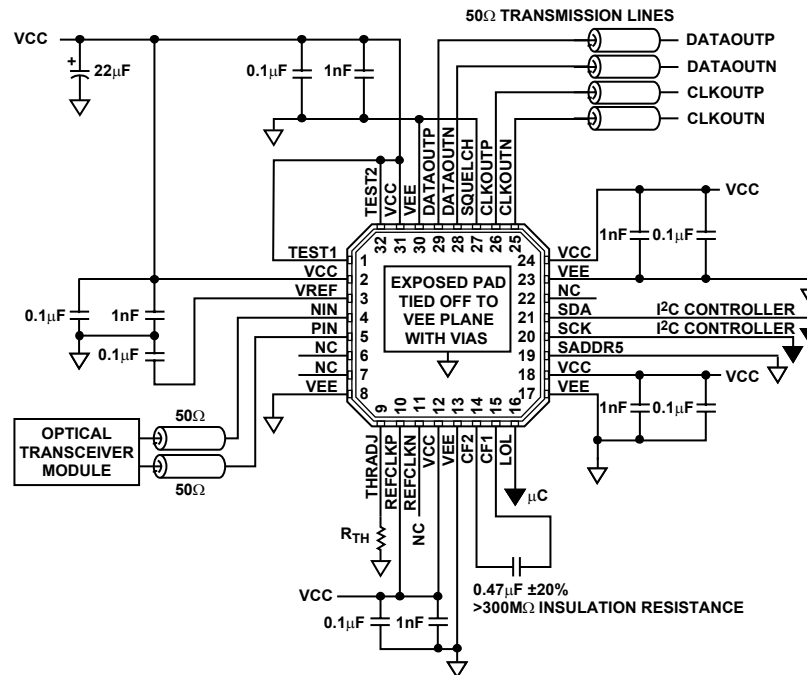 50Ω TRANSMISSION LINES
VCC
22μF
+
0.1μF
1nF
DATAOUTP
DATAOUTN
CLKOUTP
CLKOUTN
TEST2
VCC
VEE
DATAOUTP
DATAOUTN
SQUELCH
CLKOUTP
CLKOUTN
32
31
30
29
28
27
26
25
TEST1
VCC
VREF
NIN
PIN
NC
NC
VEE
1
2
3
4
5
6
7
8
0.1μF
1nF
0.1μF
EXPOSED PAD
TIED OFF TO
VEE PLANE
WITH VIAS
24
23
22
21
20
19
18
17
VCC
VEE
NC
SDA
SCK
SADDR5
VCC
VEE
VCC
1nF
0.1μF
I²C CONTROLLER
I²C CONTROLLER
VCC
1nF
0.1μF
OPTICAL
TRANSCEIVER
MODULE
50Ω
50Ω
9
10
11
12
13
14
15
16
THRADJ
REFCLKP
REFCLKN
VCC
VEE
CF2
CF1
LOL
NC
μC
RTH
VCC
0.1μF
1nF
0.47μF ±20%
>300MΩ INSULATION RESISTANCE